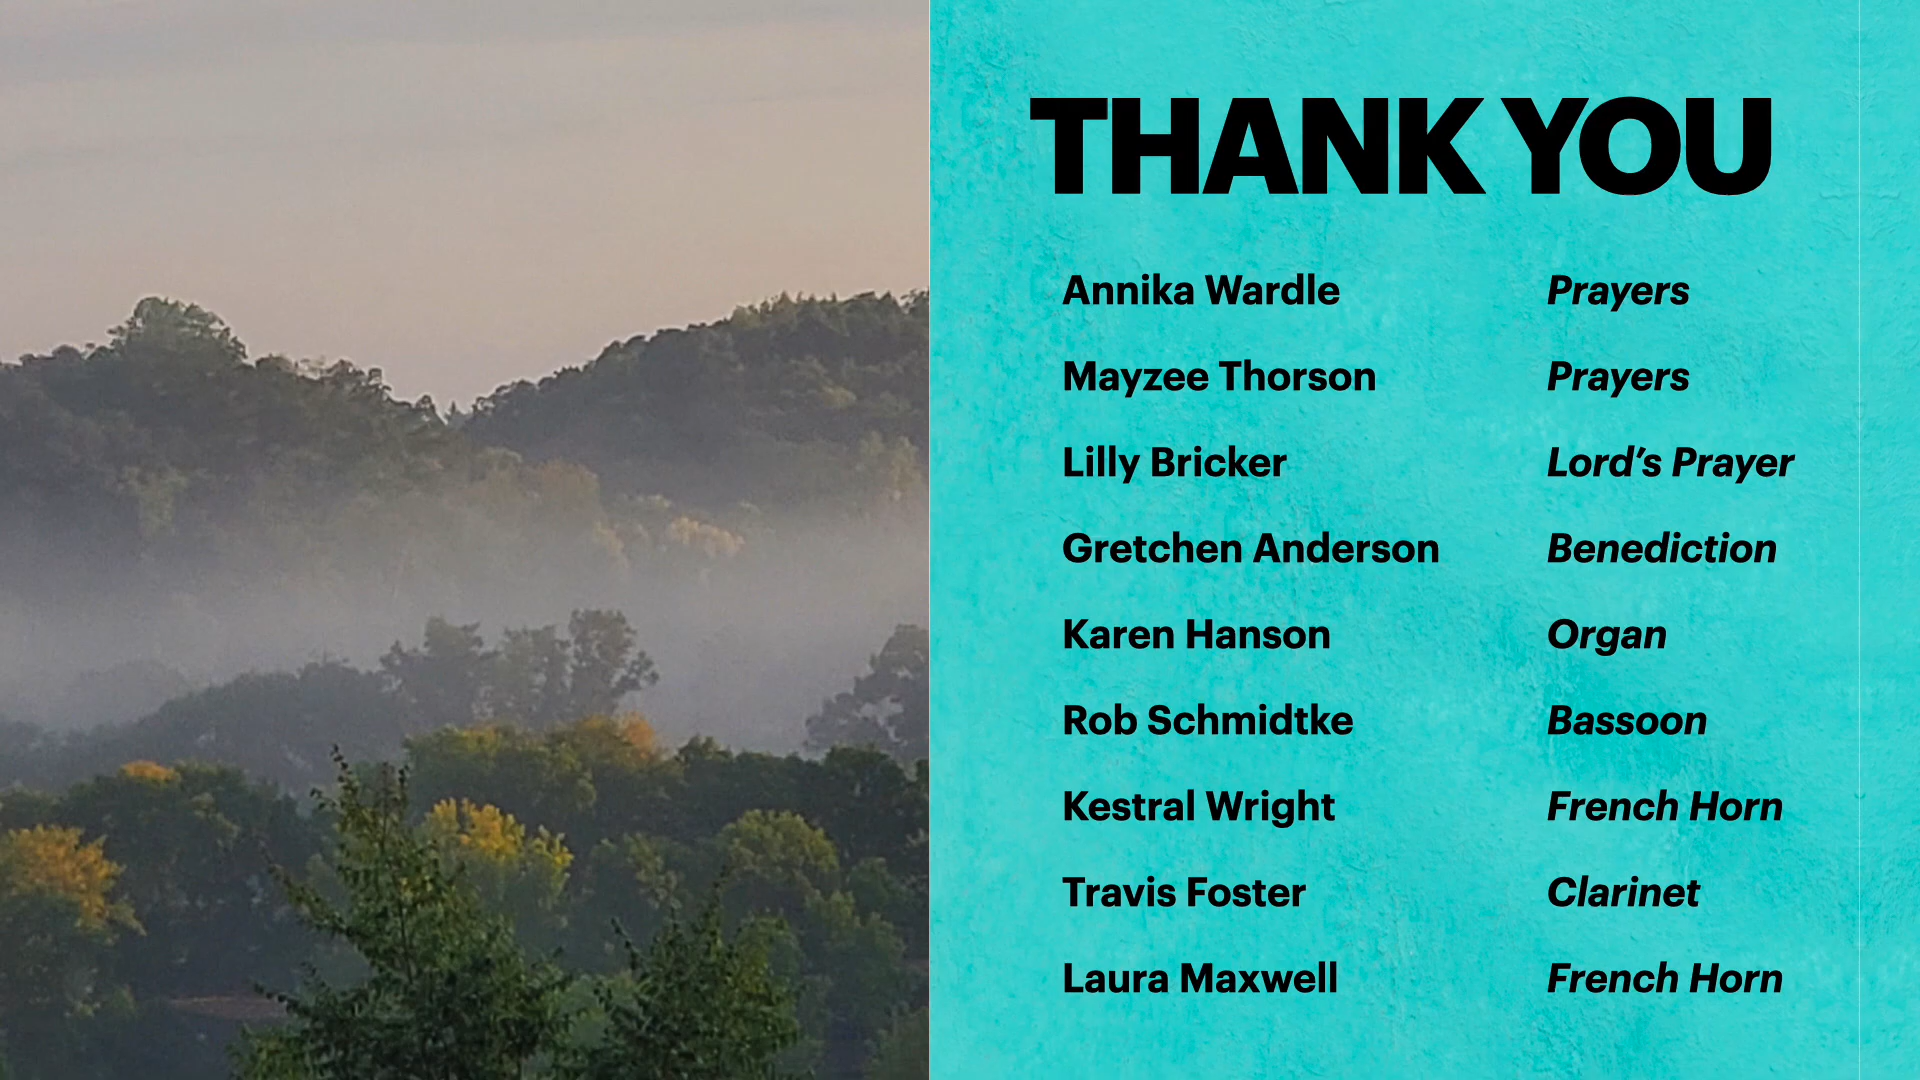 THANK YOU
Annika Wardle Prayers
Mayzee Thorson Prayers
Lilly Bricker Lord’s Prayer
Gretchen Anderson Benediction
Karen Hanson Organ
Rob Schmidtke Bassoon
Kestral Wright French Horn
Travis Foster Clarinet
Laura Maxwell French Horn